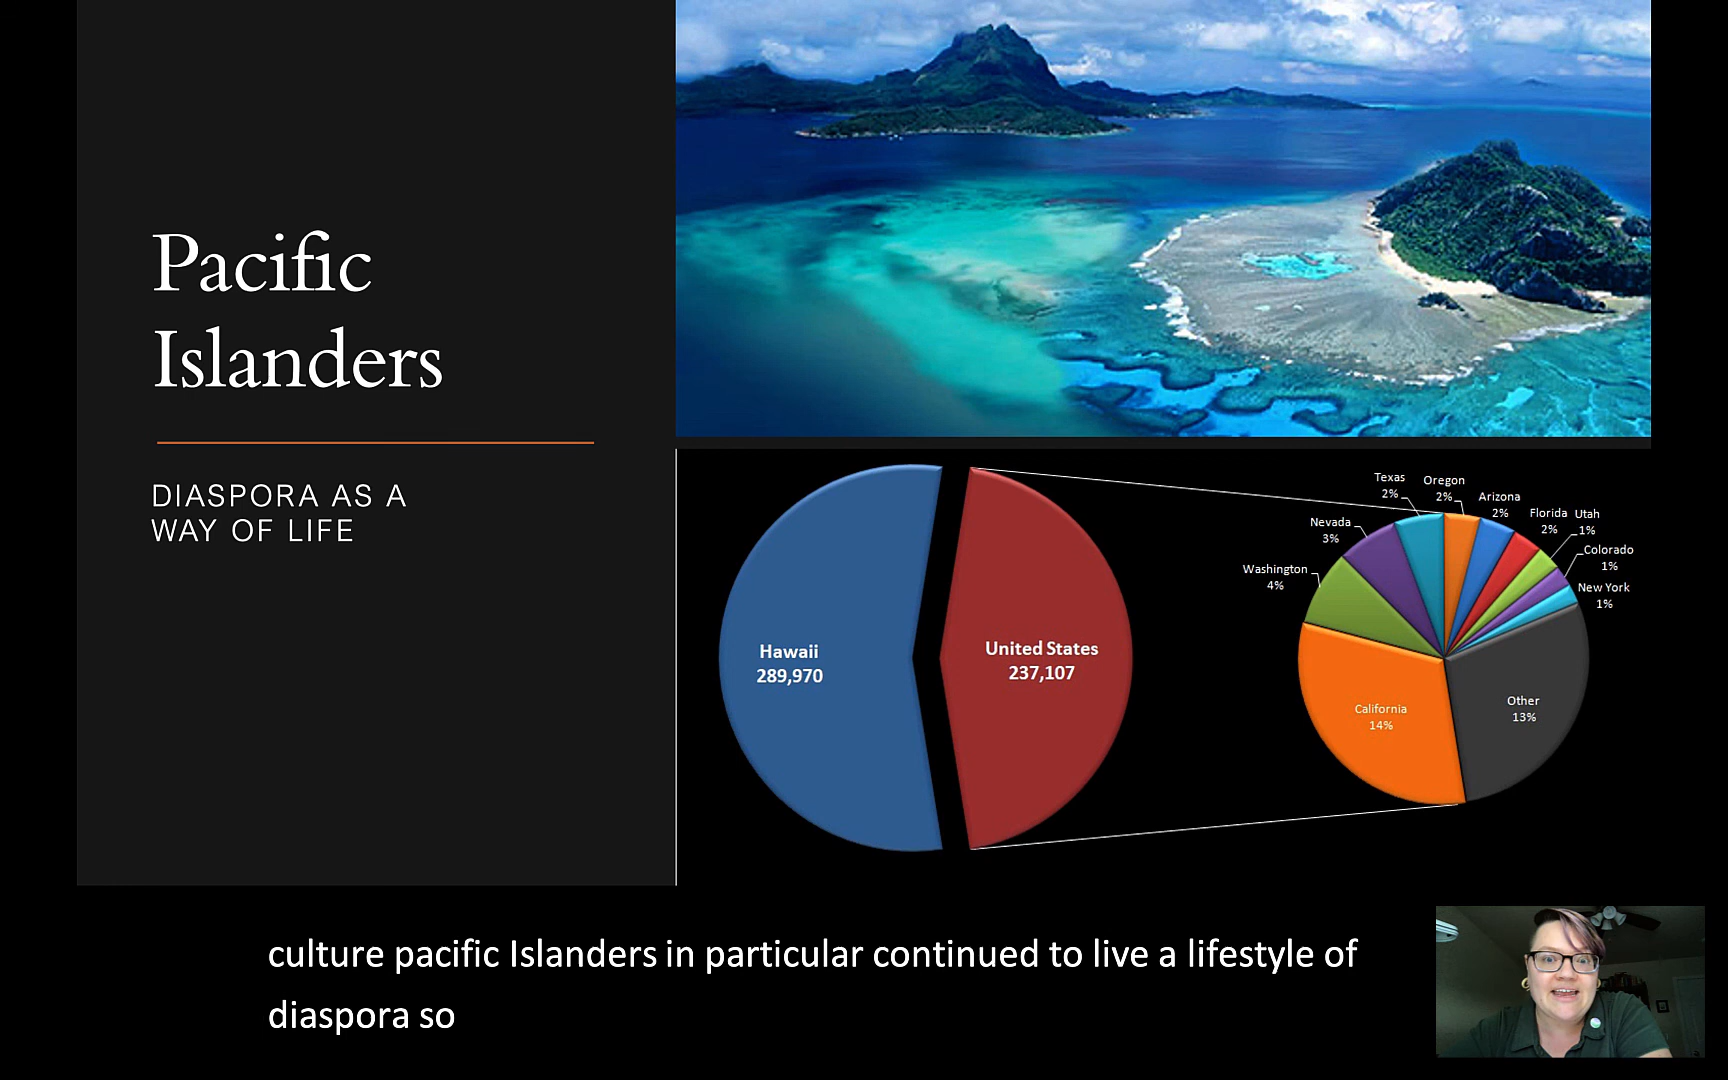 Pacific
Islanders
DIASPORA AS A
WAY OF LIFE
Hawaii
289,970
United States
237,107
Texas
2%
Oregon
2%
Arizona
2%
Florida
2%
Utah
1%
Colorado
1%
New York
1%
Nevada
3%
Washington
4%
California
14%
Other
13%
culture pacific Islanders in particular continued to live a lifestyle of
diaspora so